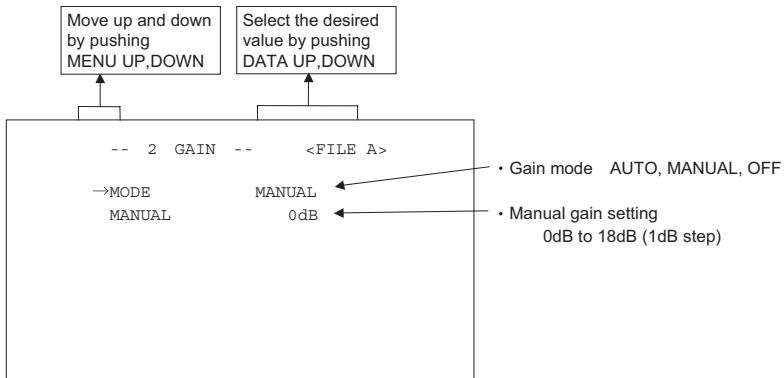 Move up and down
by pushing
MENU UP,DOWN
Select the desired
value by pushing
DATA UP,DOWN
-- 2 GAIN -- <FILE A>
→MODE MANUAL
MANUAL 0dB
・Gain mode AUTO, MANUAL, OFF
・Manual gain setting
0dB to 18dB (1dB step)